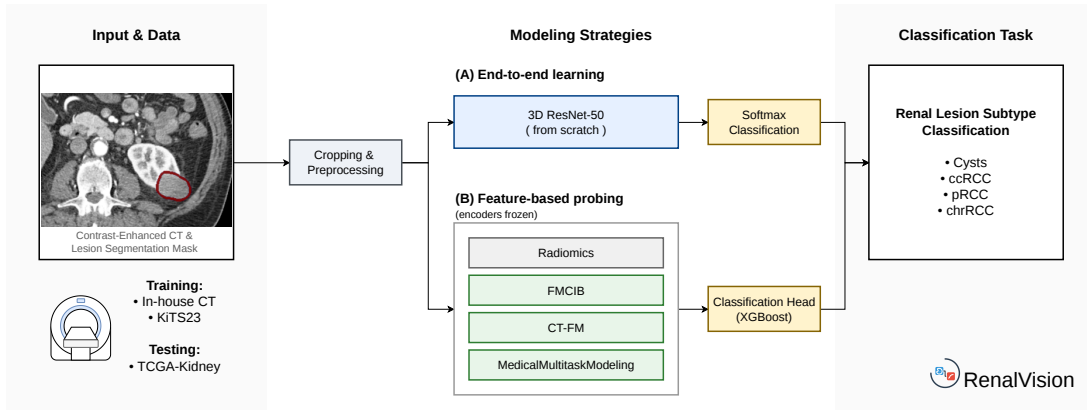 Input & Data
Contrast-Enhanced CT &
Lesion Segmentation Mask
Training:
• In-house CT
• KiTS23
Testing:
• TCGA-Kidney
Cropping &
Preprocessing
Modeling Strategies
(A) End-to-end learning
3D ResNet-50
( from scratch )
Softmax
Classification
(B) Feature-based probing
(encoders frozen)
Radiomics
FMCIB
CT-FM
MedicalMultitaskModeling
Classification Head
(XGBoost)
Classification Task
Renal Lesion Subtype
Classification
• Cysts
• ccRCC
• pRCC
• chrRCC
RenalVision